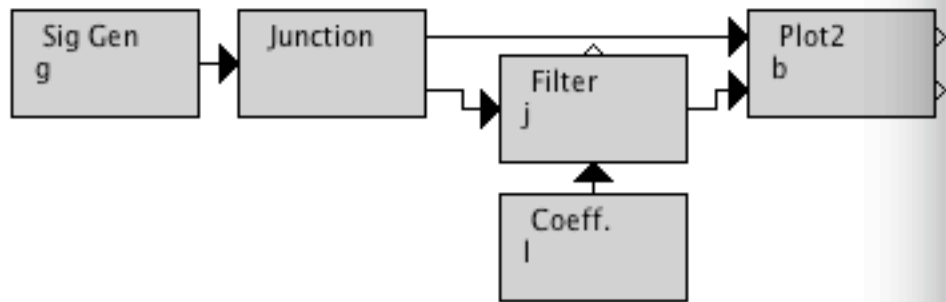 Sig Gen
g
Junction
Plot2
b
Filter
j
Coeff.
l